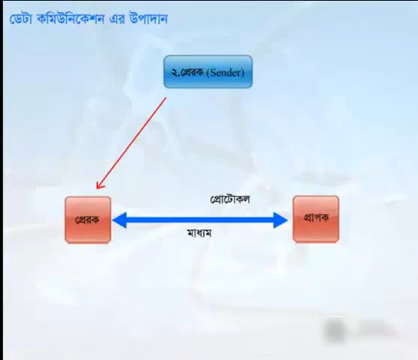 ডেটা কমিউনিকেশন এর উপাদান
২.প্রেরক (Sender)
প্রোটোকল
প্রেরক
প্রাপক
মাধ্যম